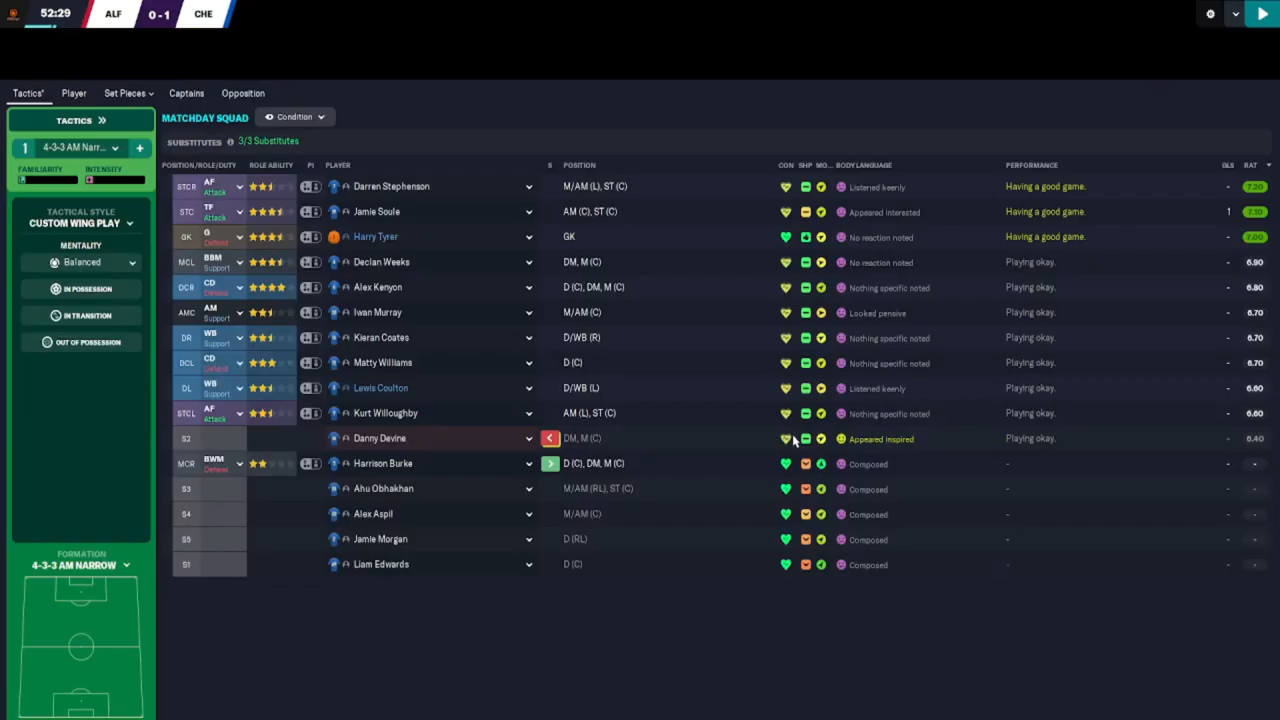 52:29 ALF 0 - 1 CHE
Tactics* Player Set Pieces Captains Opposition
TACTICS
MATCHDAY SQUAD Condition
SUBSTITUTES 3/3 Substitutes
1 4-3-3 AM Narr...
FAMILIARITY INTENSITY
TACTICAL STYLE
CUSTOM WING PLAY
MENTALITY
Balanced
IN POSSESSION
IN TRANSITION
OUT OF POSSESSION
FORMATION
4-3-3 AM NARROW
POSITION/ROLE/DUTY ROLE ABILITY PI PLAYER S POSITION CON SHP MO... BODY LANGUAGE PERFORMANCE GLS RAT
STCR AF Attack Darren Stephenson M/AM (L), ST (C) Listened keenly Having a good game. - 7.20
STC TF Attack Jamie Soule AM (C), ST (C) Appeared interested Having a good game. 1 7.10
GK G Defend Harry Tyrer GK No reaction noted Having a good game. - 7.00
MCL BBM Support Declan Weeks DM, M (C) No reaction noted Playing okay. - 6.90
DCR CD Defend Alex Kenyon D (C), DM, M (C) Nothing specific noted Playing okay. - 6.80
AMC AM Support Iwan Murray M/AM (C) Looked pensive Playing okay. - 6.70
DR WB Support Kieran Coates D/WB (R) Nothing specific noted Playing okay. - 6.70
DCL CD Defend Matty Williams D (C) Nothing specific noted Playing okay. - 6.70
DL WB Support Lewis Coulton D/WB (L) Listened keenly Playing okay. - 6.60
STCL AF Attack Kurt Willoughby AM (L), ST (C) Nothing specific noted Playing okay. - 6.60
S2 Danny Devine DM, M (C) Appeared inspired Playing okay. - 6.40
MCR BWM Defend Harrison Burke D (C), DM, M (C) Composed - - -
S3 Ahu Obhakhan M/AM (RL), ST (C) Composed - - -
S4 Alex Aspil M/AM (C) Composed - - -
S5 Jamie Morgan D (RL) Composed - - -
S1 Liam Edwards D (C) Composed - - -